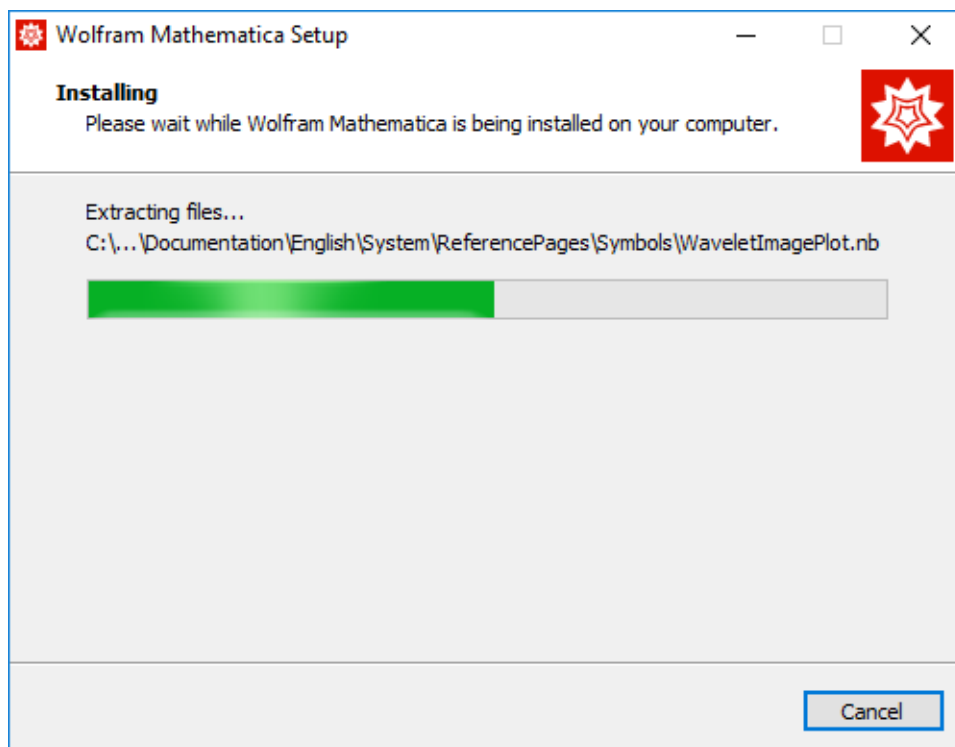 Wolfram Mathematica Setup
Installing
Please wait while Wolfram Mathematica is being installed on your computer.
Extracting files...
C:\...\Documentation\English\System\ReferencePages\Symbols\WaveletImagePlot.nb
Cancel